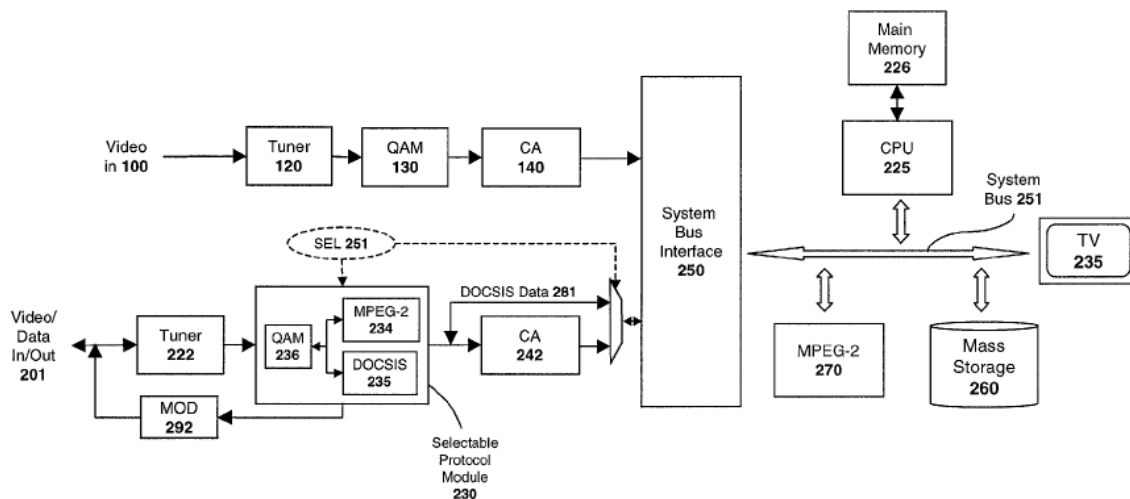 Main
Memory
226
Video
in 100
Tuner
120
QAM
130
CA
140
CPU
225
System
Bus 251
System
Bus
Interface
250
TV
235
SEL 251
DOCSIS Data 281
Video/
Data
In/Out
201
Tuner
222
QAM
236
MPEG-2
234
DOCSIS
235
CA
242
MPEG-2
270
Mass
Storage
260
MOD
292
Selectable
Protocol
Module
230